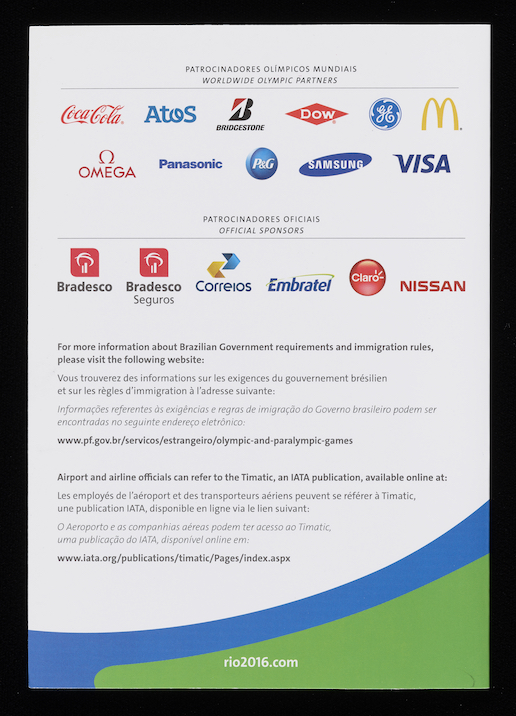 PATROCINADORES OLÍMPICOS MUNDIAIS
WORLDWIDE OLYMPIC PARTNERS
Coca-Cola Atos BRIDGESTONE DOW GE M
OMEGA Panasonic P&G SAMSUNG VISA
PATROCINADORES OFICIAIS
OFFICIAL SPONSORS
Bradesco Bradesco Seguros Correios Embratel Claro NISSAN
For more information about Brazilian Government requirements and immigration rules,
please visit the following website:
Vous trouverez des informations sur les exigences du gouvernement brésilien
et sur les règles d'immigration à l'adresse suivante:
Informações referentes às exigências e regras de imigração do Governo brasileiro podem ser
encontradas no seguinte endereço eletrônico:
www.pf.gov.br/servicos/estrangeiro/olympic-and-paralympic-games
Airport and airline officials can refer to the Timatic, an IATA publication, available online at:
Les employés de l'aéroport et des transporteurs aériens peuvent se référer à Timatic,
une publication IATA, disponible en ligne via le lien suivant:
O Aeroporto e as companhias aéreas podem ter acesso ao Timatic,
uma publicação do IATA, disponível online em:
www.iata.org/publications/timatic/Pages/index.aspx
rio2016.com